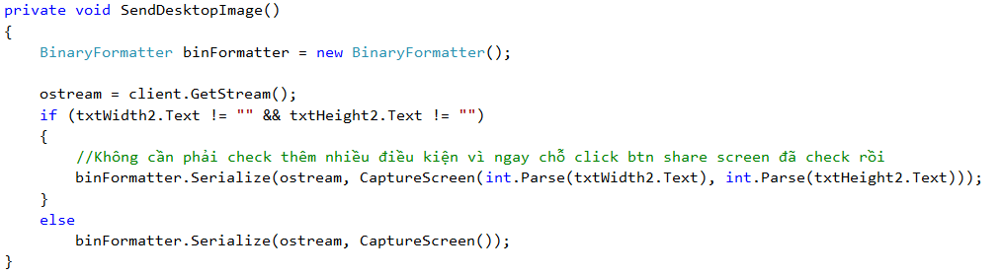 private void SendDesktopImage()
{
    BinaryFormatter binFormatter = new BinaryFormatter();

    ostream = client.GetStream();
    if (txtWidth2.Text != "" && txtHeight2.Text != "")
    {
        //Không cần phải check thêm nhiều điều kiện vì ngay chỗ click btn share screen đã check rồi
        binFormatter.Serialize(ostream, CaptureScreen(int.Parse(txtWidth2.Text), int.Parse(txtHeight2.Text)));
    }
    else
        binFormatter.Serialize(ostream, CaptureScreen());
}